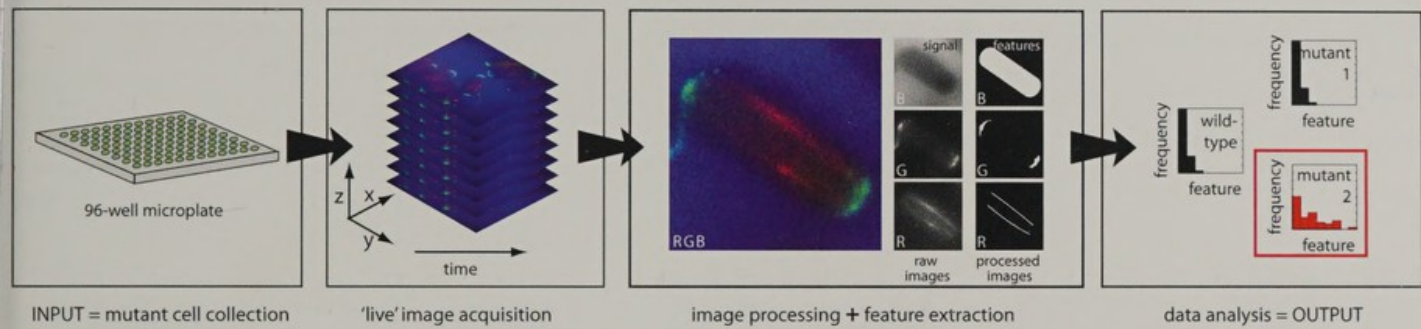 96-well microplate
INPUT = mutant cell collection
z
x
y
time
'live' image acquisition
RGB
signal
features
B
B
G
G
R
R
raw
images
processed
images
image processing + feature extraction
frequency
wild-
type
feature
frequency
mutant
1
feature
frequency
mutant
2
feature
data analysis = OUTPUT